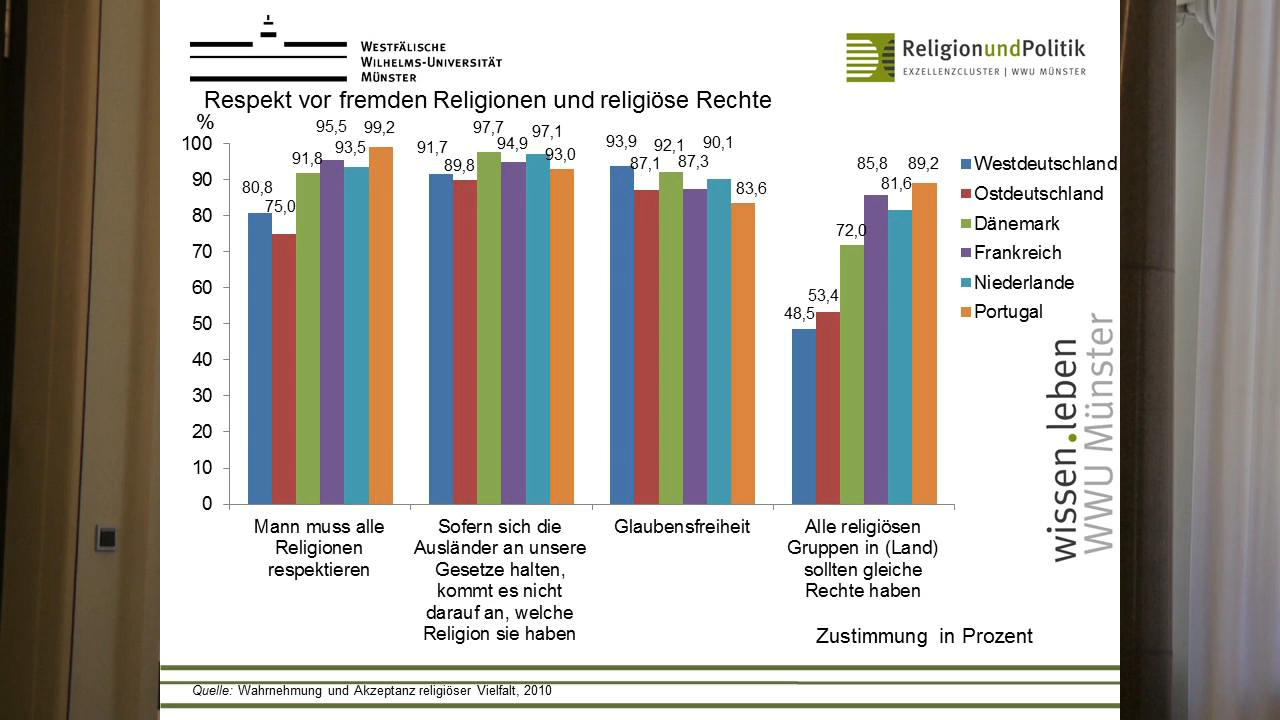 WESTFÄLISCHE
WILHELMS-UNIVERSITÄT
MÜNSTER
ReligionundPolitik
EXZELLENZCLUSTER | WWU MÜNSTER
Respekt vor fremden Religionen und religiöse Rechte
%
100
90
80
70
60
50
40
30
20
10
0
80,8
75,0
91,8
95,5
93,5
99,2
91,7
89,8
97,7
94,9
97,1
93,0
93,9
87,1
92,1
87,3
90,1
83,6
48,5
53,4
72,0
85,8
81,6
89,2
Westdeutschland
Ostdeutschland
Dänemark
Frankreich
Niederlande
Portugal
Mann muss alle
Religionen
respektieren
Sofern sich die
Ausländer an unsere
Gesetze halten,
kommt es nicht
darauf an, welche
Religion sie haben
Glaubensfreiheit
Alle religiösen
Gruppen in (Land)
sollten gleiche
Rechte haben
Zustimmung in Prozent
wissen.leben
WWU Münster
Quelle: Wahrnehmung und Akzeptanz religiöser Vielfalt, 2010